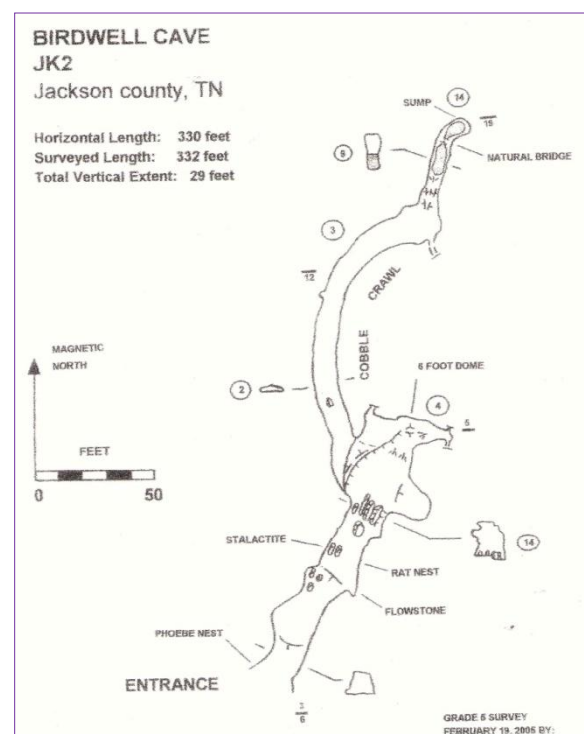 BIRDWELL CAVE
JK2
Jackson county, TN
Horizontal Length: 330 feet
Surveyed Length: 332 feet
Total Vertical Extent: 29 feet
SUMP
14
15
9
NATURAL BRIDGE
3
12
CRAWL
COBBLE
MAGNETIC
NORTH
6 FOOT DOME
2
4
5
FEET
0
50
STALACTITE
14
RAT NEST
FLOWSTONE
PHOEBE NEST
ENTRANCE
3
6
GRADE 5 SURVEY
FEBRUARY 19, 2005 BY: